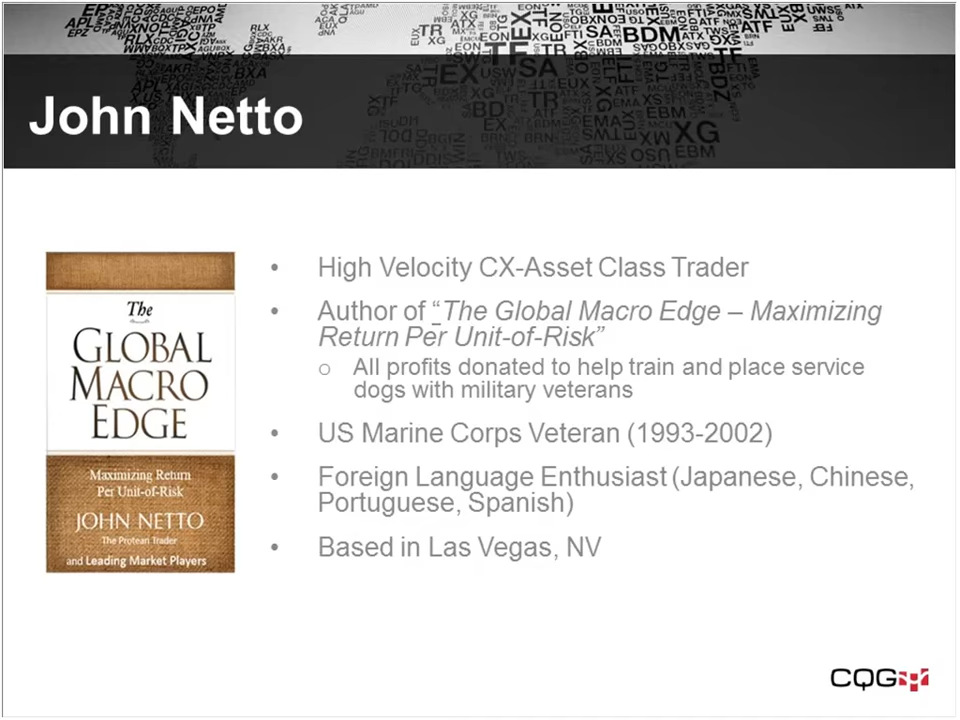 John Netto
The
GLOBAL
MACRO
EDGE
Maximizing Return
Per Unit-of-Risk
JOHN NETTO
The Protean Trader
and Leading Market Players
• High Velocity CX-Asset Class Trader
• Author of “The Global Macro Edge – Maximizing
Return Per Unit-of-Risk”
o All profits donated to help train and place service
dogs with military veterans
• US Marine Corps Veteran (1993-2002)
• Foreign Language Enthusiast (Japanese, Chinese,
Portuguese, Spanish)
• Based in Las Vegas, NV
CQG